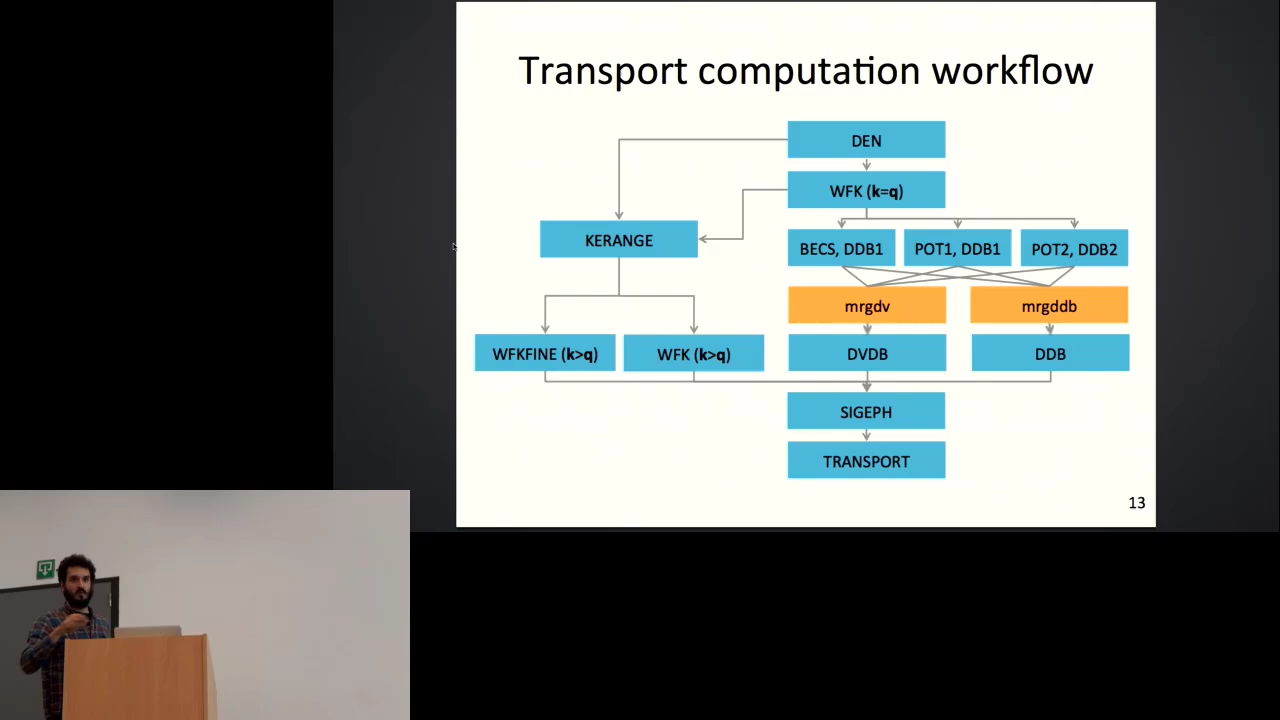 Transport computation workflow
DEN
WFK (k=q)
KERANGE
BECS, DDB1
POT1, DDB1
POT2, DDB2
mrgdv
mrgddb
WFKFINE (k>q)
WFK (k>q)
DVDB
DDB
SIGEPH
TRANSPORT
13